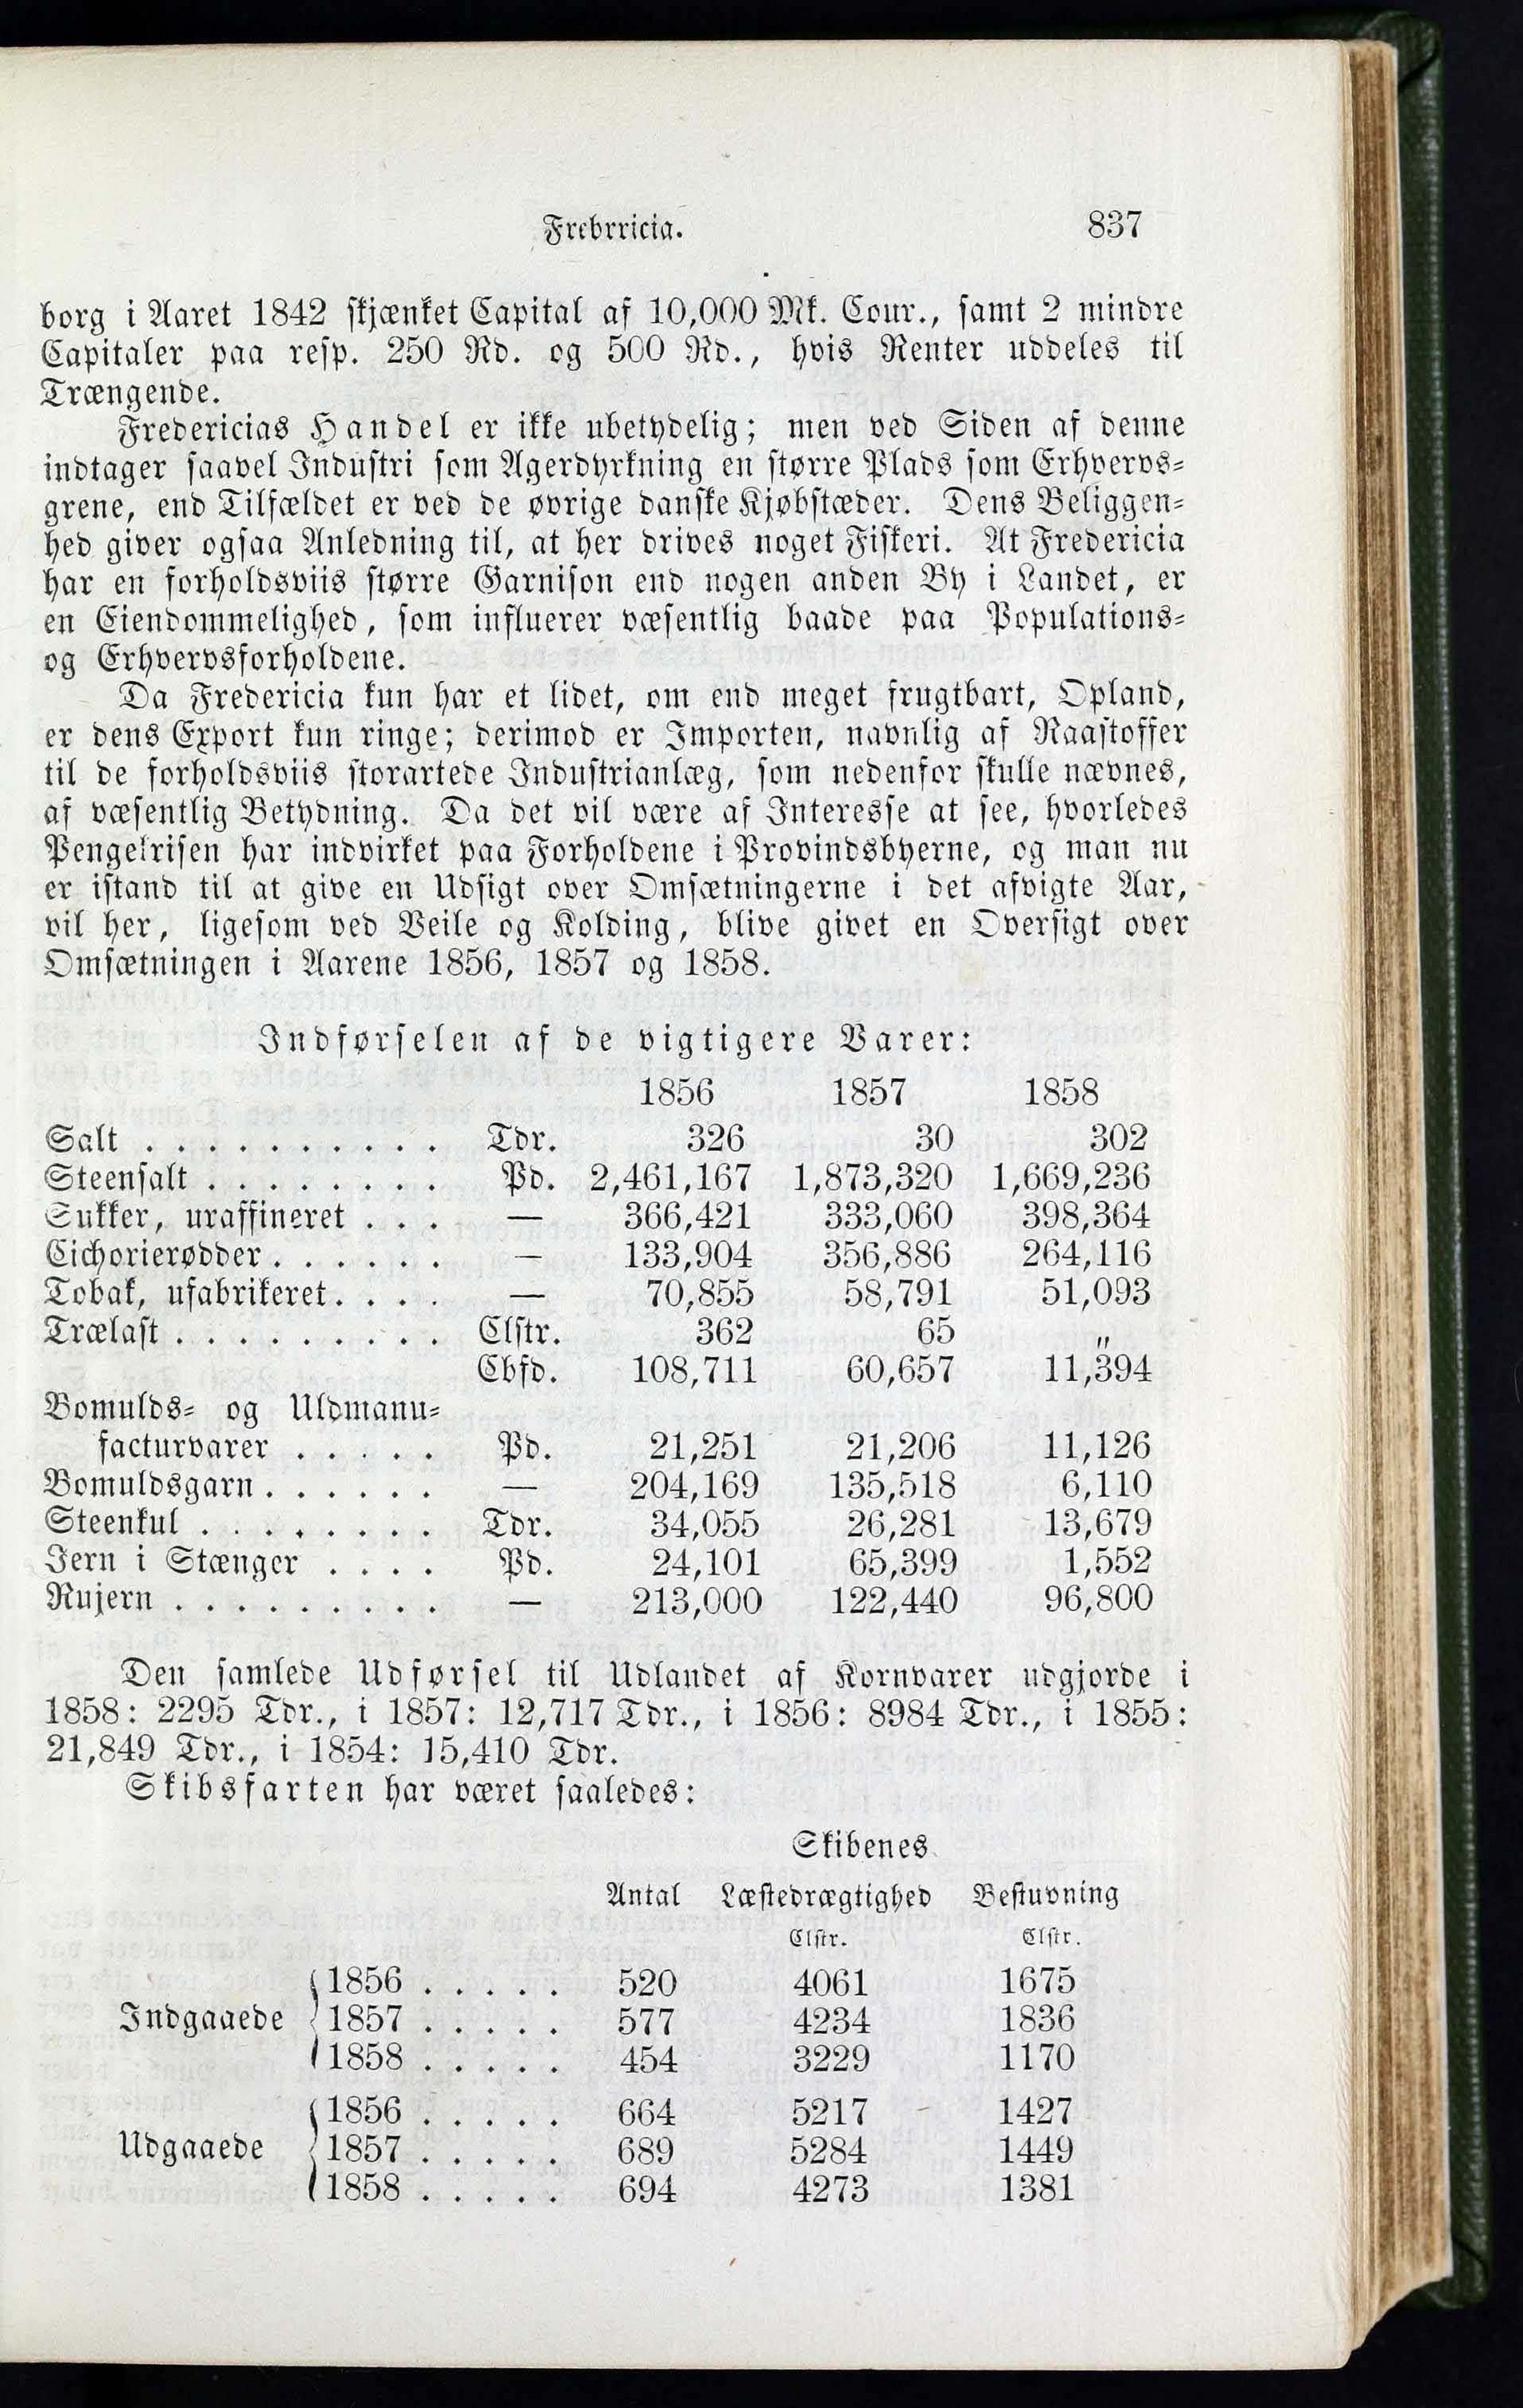 Fredericia. 837
borg i Aaret 1842 skjænket Capital af 10,000 Mk. Cour., samt 2 mindre
Capitaler paa resp. 250 Rd. og 500 Rd., hvis Renter uddeles til
Trængende.
Fredericias Handel er ikke ubetydelig; men ved Siden af denne
indtager saavel Industri som Agerdyrkning en større Plads som Erhvervs-
grene, end Tilfældet er ved de øvrige danske Kjøbstæder. Dens Beliggen-
hed giver ogsaa Anledning til, at her drives noget Fiskeri. At Fredericia
har en forholdsviis større Garnison end nogen anden By i Landet, er
en Eiendommelighed, som influerer væsentlig baade paa Populations-
og Erhvervsforholdene.
Da Fredericia kun har et lidet, om end meget frugtbart, Opland,
er dens Export kun ringe; derimod er Importen, navnlig af Raastoffer
til de forholdsviis storartede Industrianlæg, som nedenfor skulle nævnes,
af væsentlig Betydning. Da det vil være af Interesse at see, hvorledes
Pengekrisen har indvirket paa Forholdene i Provindsbyerne, og man nu
er istand til at give en Udsigt over Omsætningerne i det afvigte Aar,
vil her, ligesom ved Veile og Kolding, blive givet en Oversigt over
Omsætningen i Aarene 1856, 1857 og 1858.
Indførselen af de vigtigere Varer:
1856 1857 1858
Salt . . . . . . . . . . Tdr. 326 30 302
Steensalt . . . . . . . . Pd. 2,461,167 1,873,320 1,669,236
Sukker, uraffineret . . . — 366,421 333,060 398,364
Cichorierødder . . . . . . — 133,904 356,886 264,116
Tobak, ufabrikeret . . . . — 70,855 58,791 51,093
Trælast . . . . . . . . . Clstr. 362 65 "
Cbfd. 108,711 60,657 11,394
Bomulds- og Uldmanu-
facturvarer . . . . . Pd. 21,251 21,206 11,126
Bomuldsgarn . . . . . . — 204,169 135,518 6,110
Steenkul . . . . . . . . Tdr. 34,055 26,281 13,679
Jern i Stænger . . . . Pd. 24,101 65,399 1,552
Rujern . . . . . . . . . — 213,000 122,440 96,800
Den samlede Udførsel til Udlandet af Kornvarer udgjorde i
1858: 2295 Tdr., i 1857: 12,717 Tdr., i 1856: 8984 Tdr., i 1855:
21,849 Tdr., i 1854: 15,410 Tdr.
Skibsfarten har været saaledes:
Skibenes
Antal Læstedrægtighed Bestuvning
Clstr. Clstr.
1856 . . . . . 520 4061 1675
Indgaaede 1857 . . . . . 577 4234 1836
1858 . . . . . 454 3229 1170
1856 . . . . . 664 5217 1427
Udgaaede 1857 . . . . . 689 5284 1449
1858 . . . . . 694 4273 1381